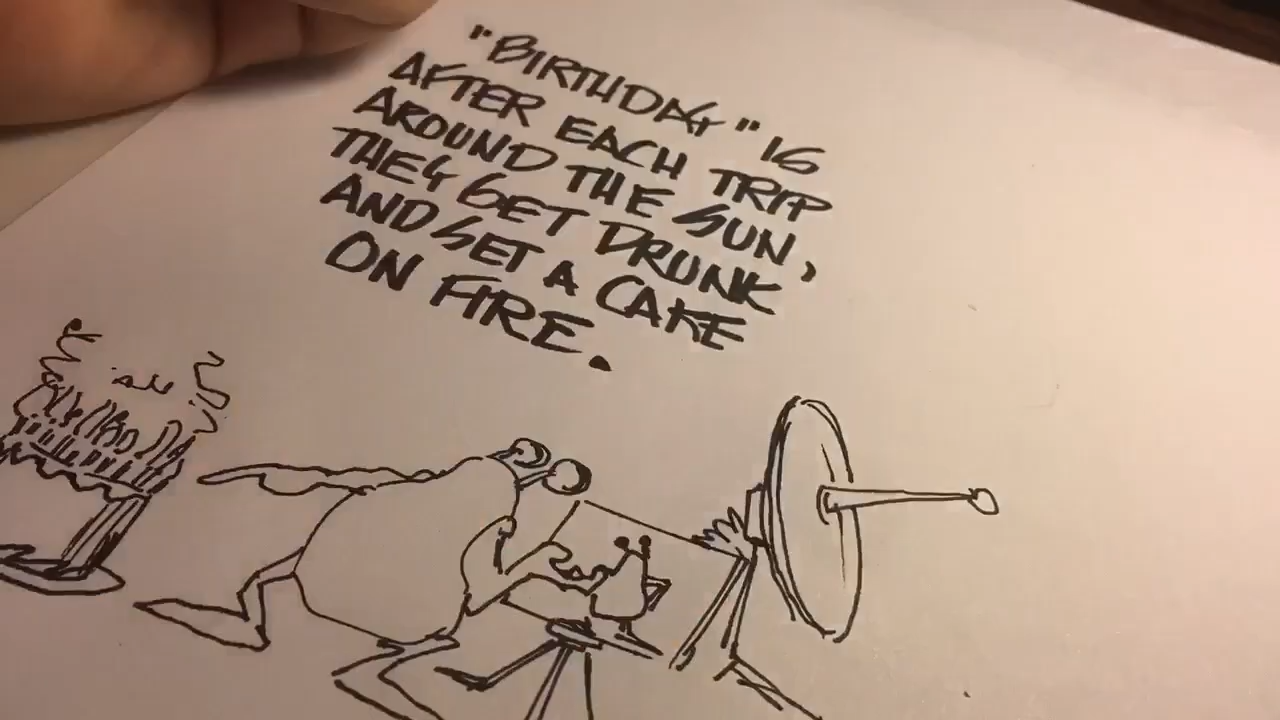 "BIRTHDAY" IS
AFTER EACH TRIP
AROUND THE SUN,
THEY GET DRUNK
AND SET A CAKE
ON FIRE.